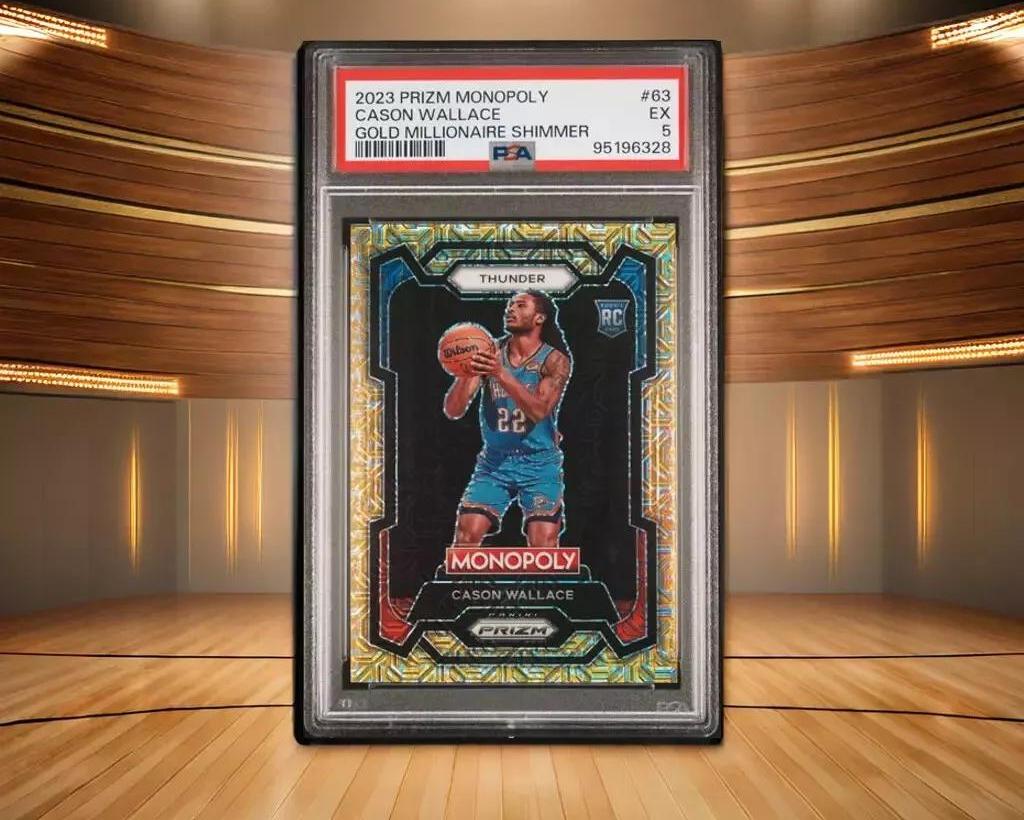 2023 PRIZM MONOPOLY #63
CASON WALLACE EX
GOLD MILLIONAIRE SHIMMER 5
PSA 95196328
THUNDER
RC
Wilson
22
MONOPOLY
CASON WALLACE
PANINI
PRIZM